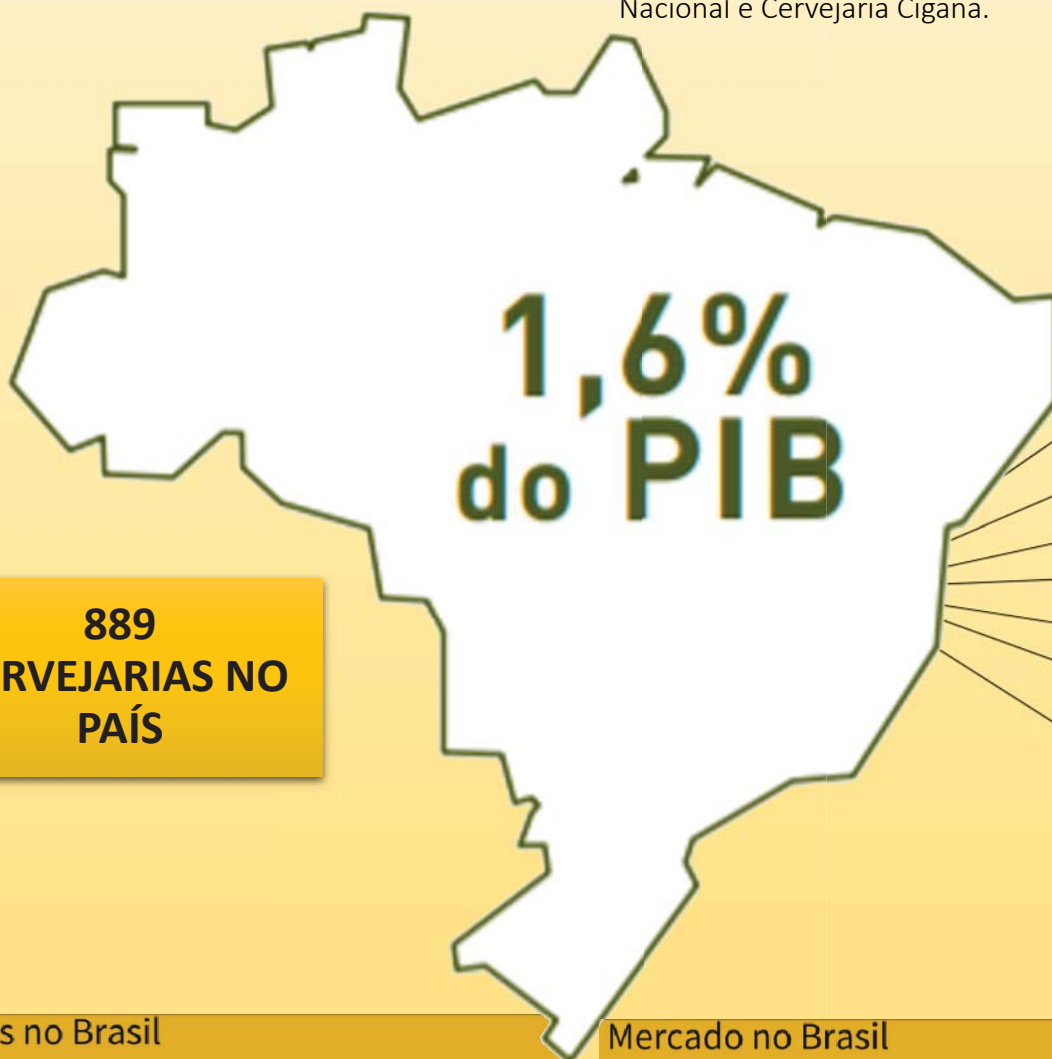 Nacional e Cervejaria Cigana.
1,6%
do PIB
889
RVEJARIAS NO
PAÍS
s no Brasil
Mercado no Brasil